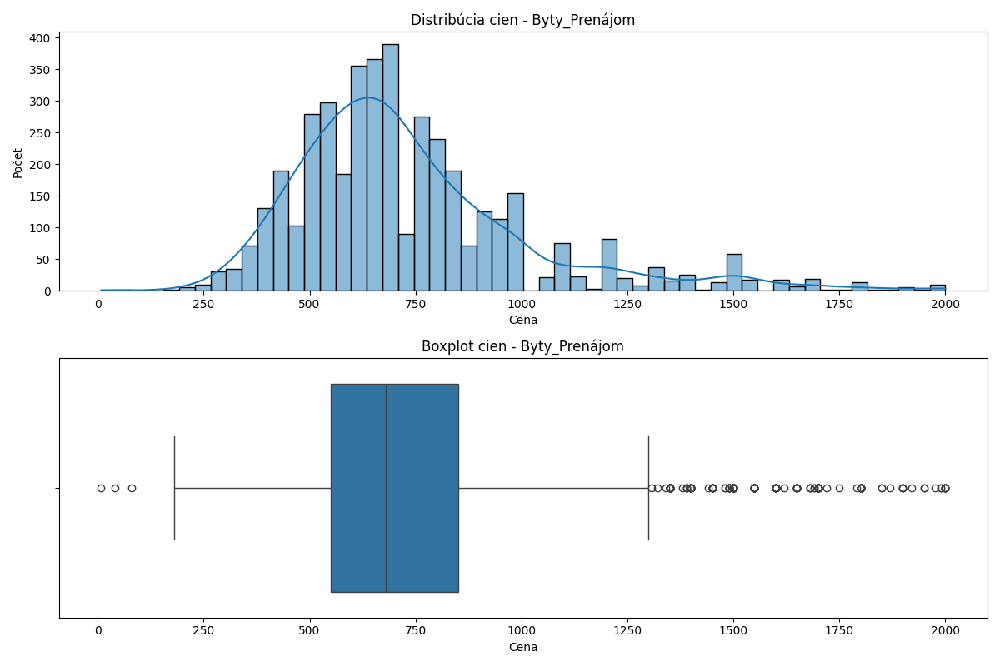 Distribúcia cien - Byty_Prenájom
400
350
300
250
200
150
100
50
0
Počet
0 250 500 750 1000 1250 1500 1750 2000
Cena
Boxplot cien - Byty_Prenájom
0 250 500 750 1000 1250 1500 1750 2000
Cena